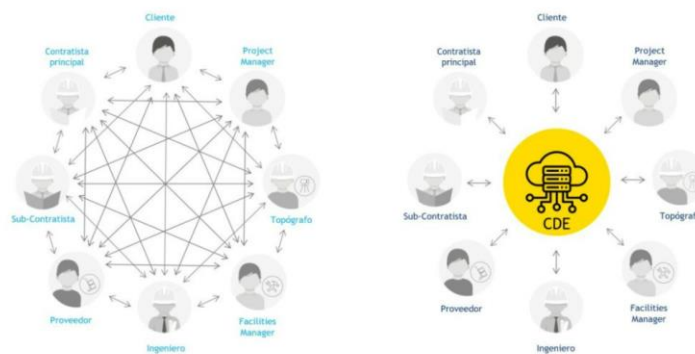 Cliente
Contratista
principal
Project
Manager
Sub-Contratista
Topógrafo
Proveedor
Facilities
Manager
Ingeniero
Cliente
Contratista
principal
Project
Manager
CDE
Sub-Contratista
Topógraf
Proveedor
Facilities
Manager
Ingeniero